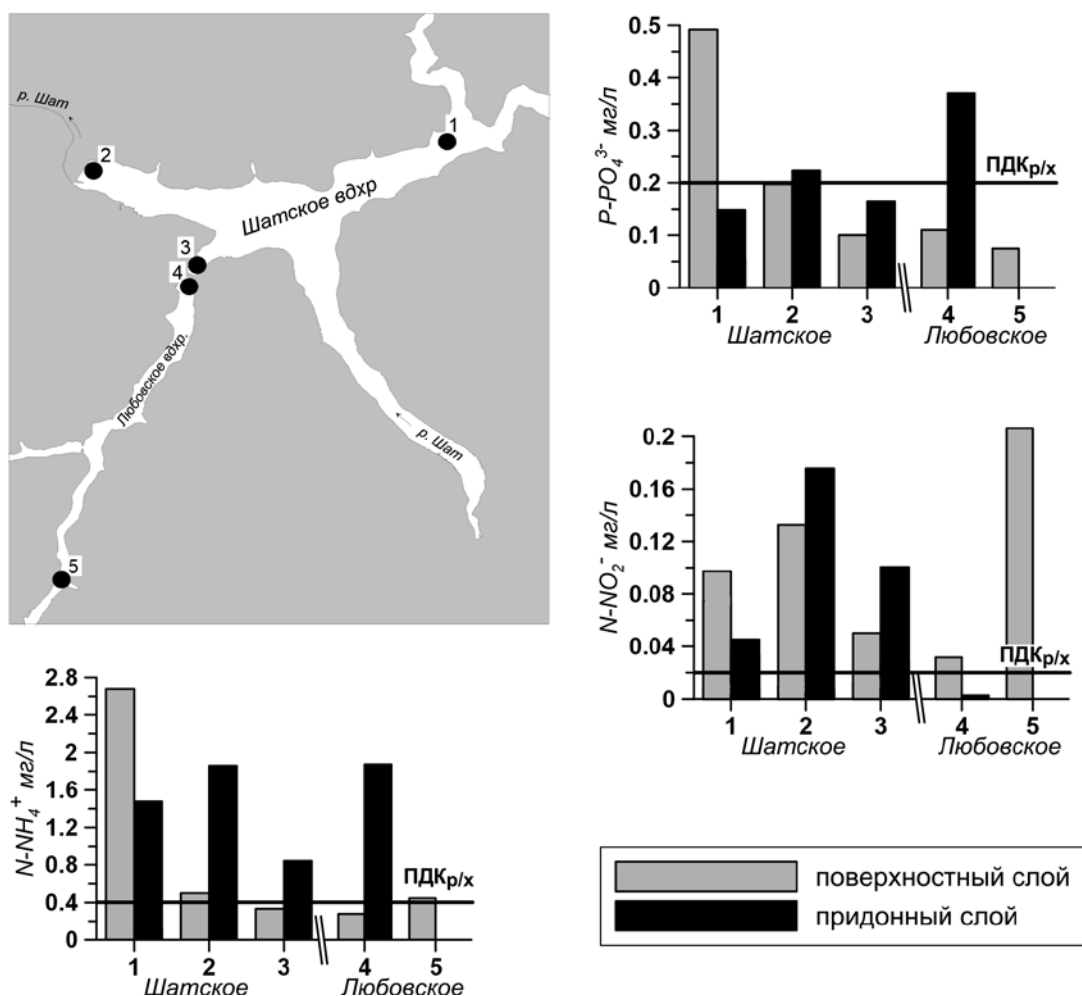 р. Шат
1
2
Шатское вдхр
3
4
Любовское вдхр.
р. Шат
5
P-PO₄³⁻ мг/л
0.5
0.4
0.3
0.2
0.1
0
ПДКр/х
1 2 3 4 5
Шатское Любовское
N-NO₂⁻ мг/л
0.2
0.16
0.12
0.08
0.04
0
ПДКр/х
1 2 3 4 5
Шатское Любовское
N-NH₄⁺ мг/л
2.8
2.4
2
1.6
1.2
0.8
0.4
0
ПДКр/х
1 2 3 4 5
Шатское Любовское
поверхностный слой
придонный слой